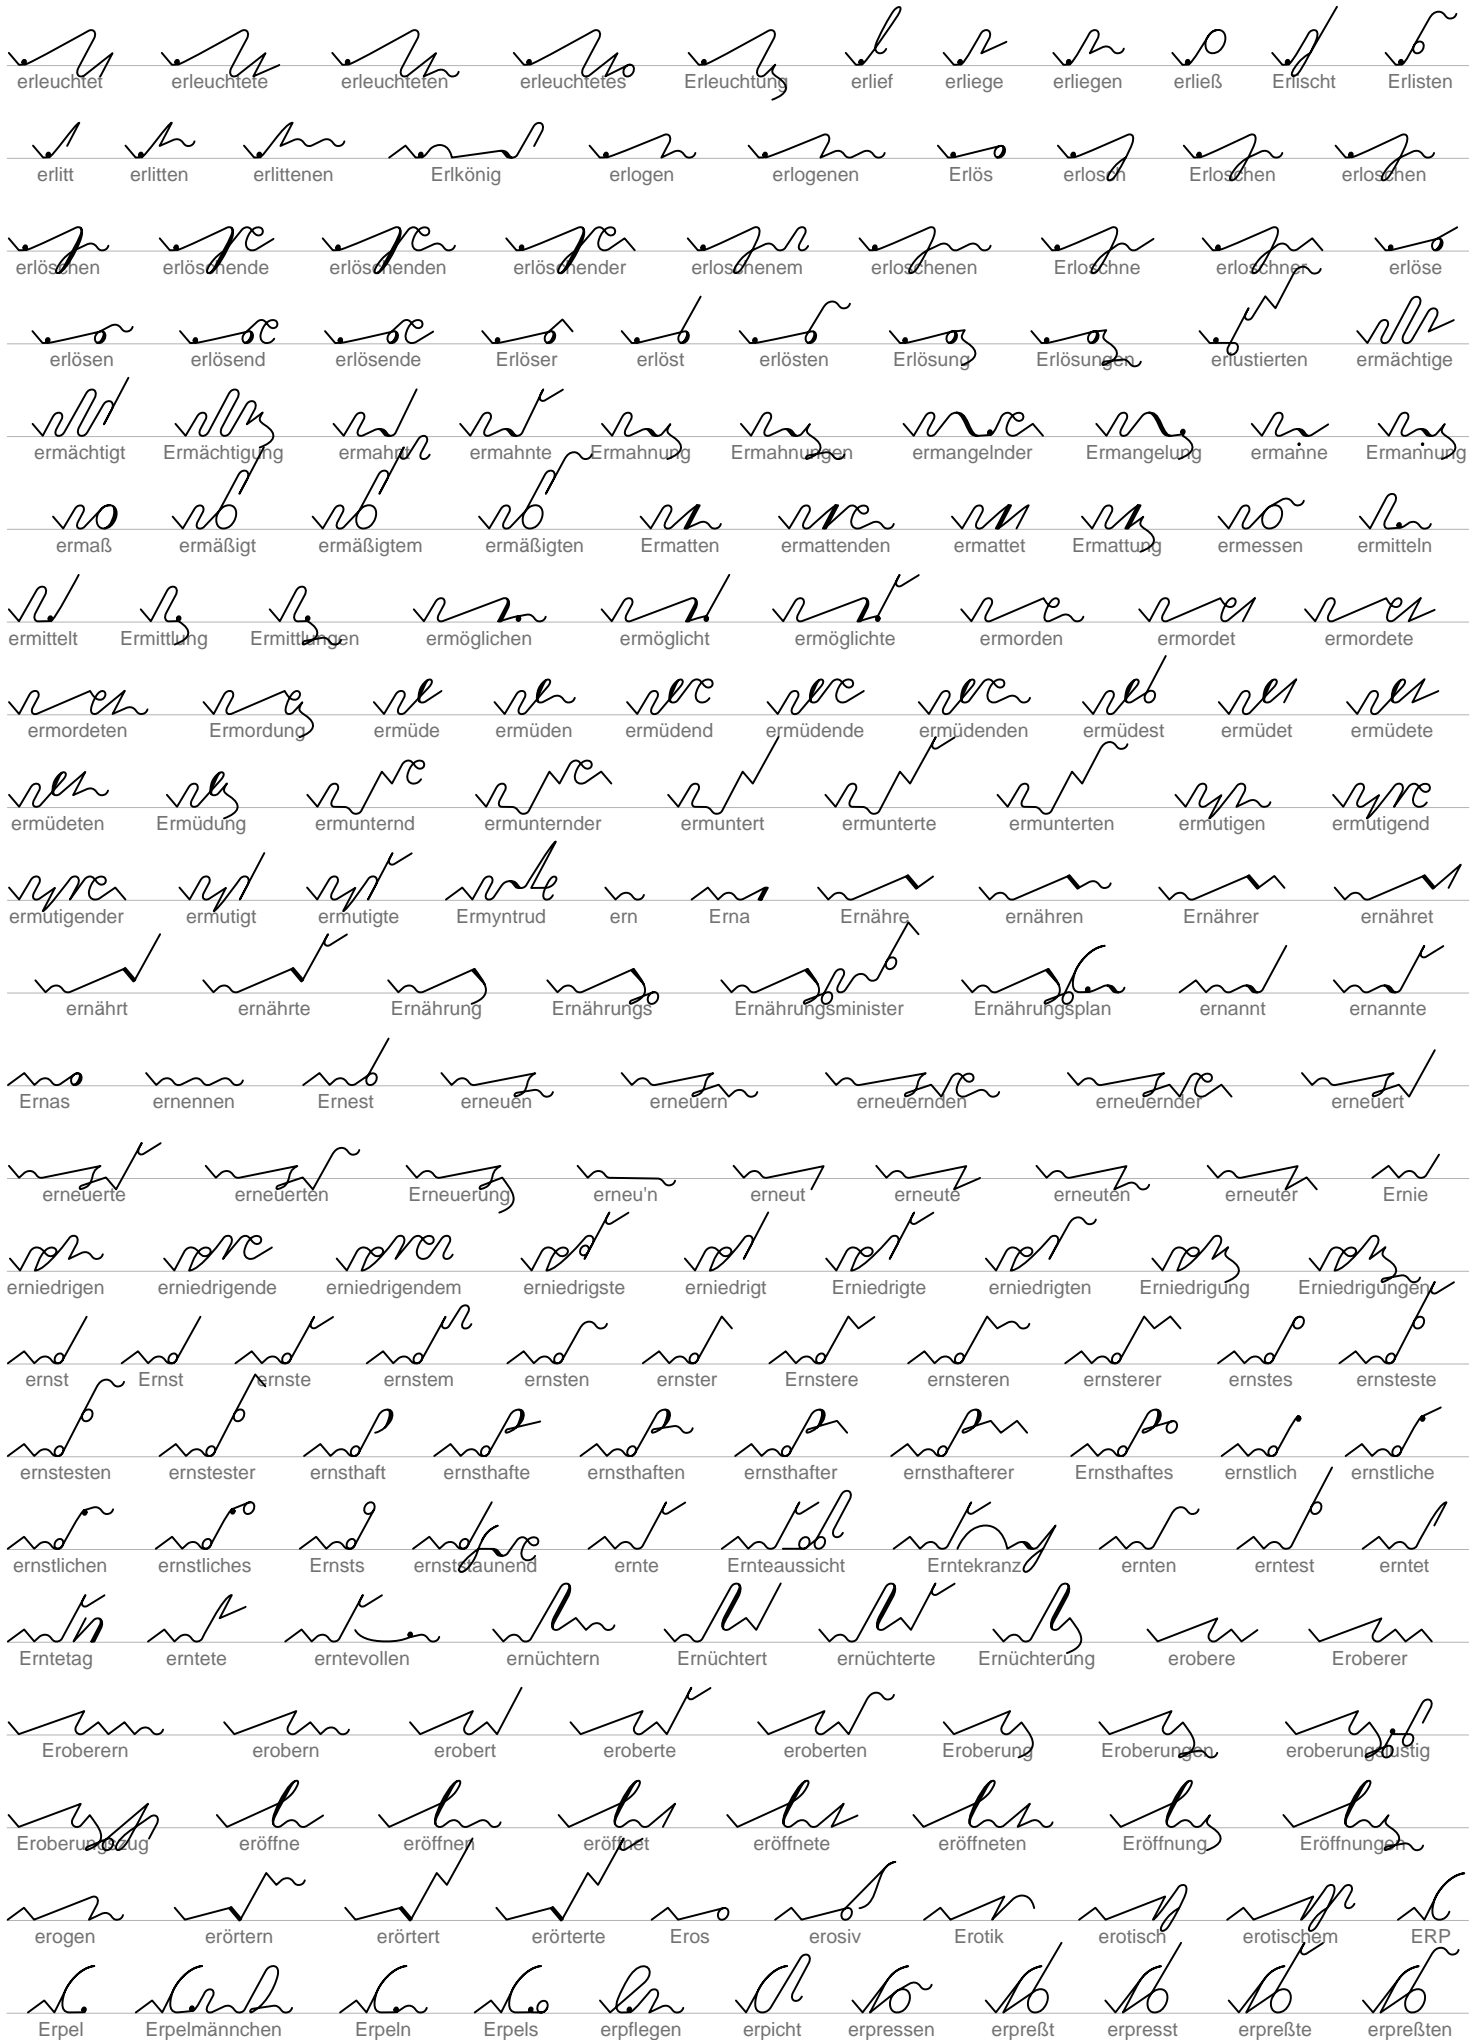 erleuchtet erleuchtete erleuchteten erleuchtetes Erleuchtung erlief erliege erliegen erließ Erlischt Erlisten
erlitt erlitten erlittenen Erlkönig erlogen erlogenen Erlös erlosch Erloschen erloschen
erlöschen erlöschende erlöschenden erlöschender erloschenem erloschenen Erloschne erloschner erlöse
erlösen erlösend erlösende Erlöser erlöst erlösten Erlösung Erlösungen erlustierten ermächtige
ermächtigt Ermächtigung ermahnt ermahnte Ermahnung Ermahnungen ermangelnder Ermangelung ermanne Ermannung
ermaß ermäßigt ermäßigtem ermäßigten Ermatten ermattenden ermattet Ermattung ermessen ermitteln
ermittelt Ermittlung Ermittlungen ermöglichen ermöglicht ermöglichte ermorden ermordet ermordete
ermordeten Ermordung ermüde ermüden ermüdend ermüdende ermüdenden ermüdest ermüdet ermüdete
ermüdeten Ermüdung ermunternd ermunternder ermuntert ermunterte ermunterten ermutigen ermutigend
ermutigender ermutigt ermutigte Ermyntrud ern Erna Ernähre ernähren Ernährer ernähret
ernährt ernährte Ernährung Ernährungs Ernährungsminister Ernährungsplan ernannt ernannte
Ernas ernennen Ernest erneuen erneuern erneuernden erneuernder erneuert
erneuerte erneuerten Erneuerung erneu'n erneut erneute erneuten erneuter Ernie
erniedrigen erniedrigende erniedrigendem erniedrigste erniedrigt Erniedrigte erniedrigten Erniedrigung Erniedrigungen
ernst Ernst ernste ernstem ernsten ernster Ernstere ernsteren ernsterer ernstes ernsteste
ernstesten ernstester ernsthaft ernsthafte ernsthaften ernsthafter ernsthafterer Ernsthaftes ernstlich ernstliche
ernstlichen ernstliches Ernsts ernststaunend ernte Ernteaussicht Erntekranz ernten erntest erntet
Erntetag erntete erntevollen ernüchtern Ernüchtert ernüchterte Ernüchterung erobere Eroberer
Eroberern erobern erobert eroberte eroberten Eroberung Eroberungen eroberungslustig
Eroberungszug eröffne eröffnen eröffnet eröffnete eröffneten Eröffnung Eröffnungen
erogen erörtern erörtert erörterte Eros erosiv Erotik erotisch erotischem ERP
Erpel Erpelmännchen Erpeln Erpels erpflegen erpicht erpressen erpreßt erpresst erpreßte erpreßten